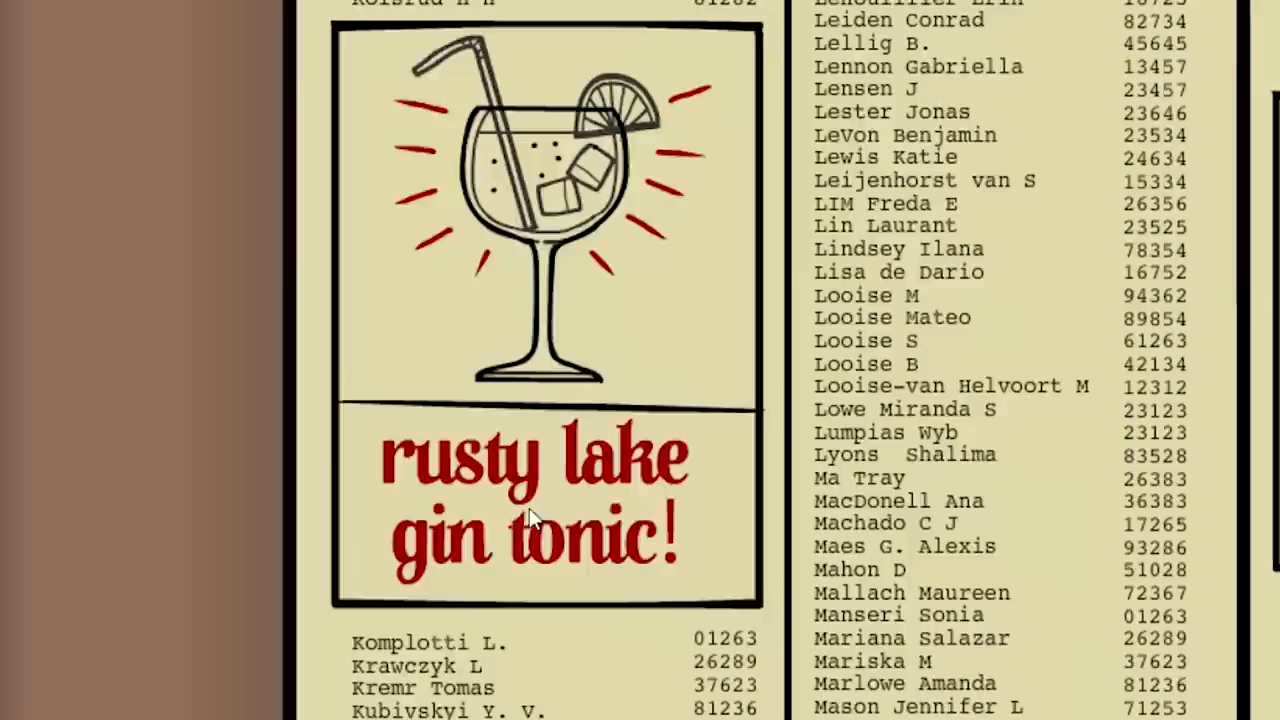 rusty lake
gin tonic!
Komplotti L. 01263
Krawczyk L 26289
Kremr Tomas 37623
Kubivskyi Y. V. 81236
Leiden Conrad 82734
Lellig B. 45645
Lennon Gabriella 13457
Lensen J 23457
Lester Jonas 23646
LeVon Benjamin 23534
Lewis Katie 24634
Leijenhorst van S 15334
LIM Freda E 26356
Lin Laurant 23525
Lindsey Ilana 78354
Lisa de Dario 16752
Looise M 94362
Looise Mateo 89854
Looise S 61263
Looise B 42134
Looise-van Helvoort M 12312
Lowe Miranda S 23123
Lumpias Wyb 23123
Lyons  Shalima 83528
Ma Tray 26383
MacDonell Ana 36383
Machado C J 17265
Maes G. Alexis 93286
Mahon D 51028
Mallach Maureen 72367
Manseri Sonia 01263
Mariana Salazar 26289
Mariska M 37623
Marlowe Amanda 81236
Mason Jennifer L 71253